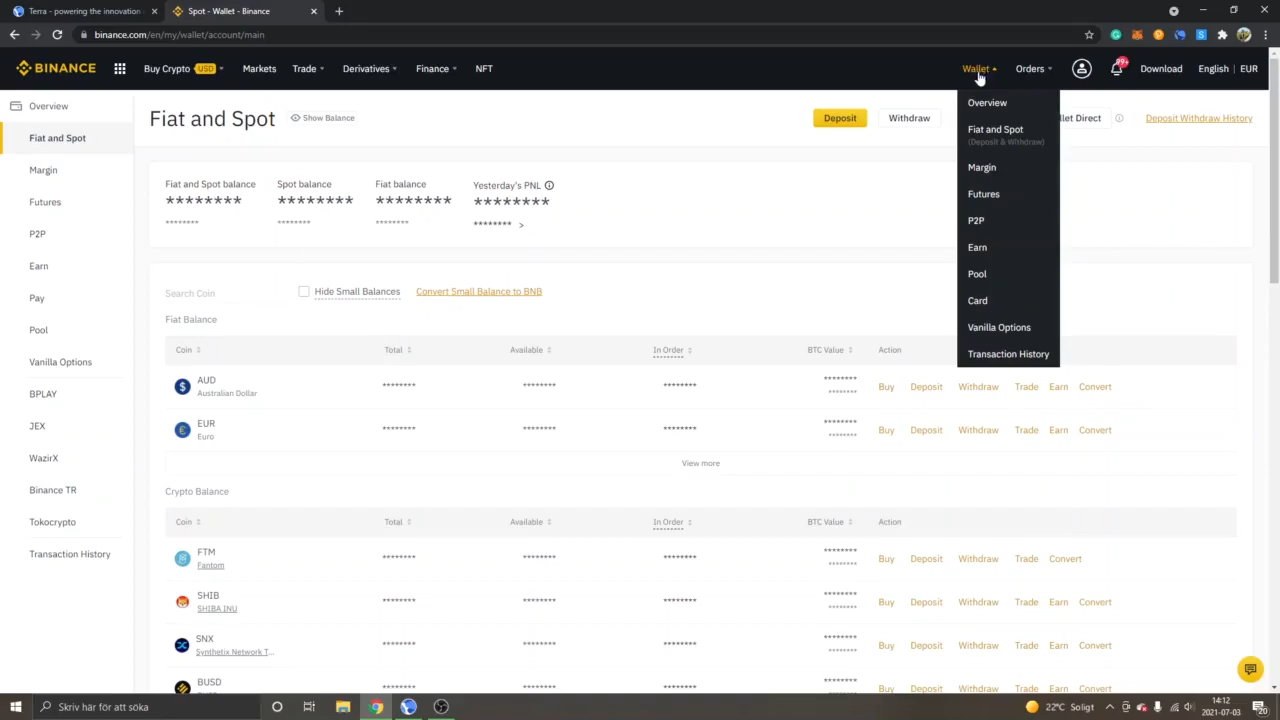 Terra - powering the innovation
Spot - Wallet - Binance
binance.com/en/my/wallet/account/main
BINANCE
Buy Crypto USD
Markets
Trade
Derivatives
Finance
NFT
Wallet
Orders
99+
Download
English | EUR
Overview
Fiat and Spot
Margin
Futures
P2P
Earn
Pay
Pool
Vanilla Options
BPLAY
JEX
WazirX
Binance TR
Tokocrypto
Transaction History
Fiat and Spot
Show Balance
Deposit
Withdraw
llet Direct
Deposit Withdraw History
Overview
Fiat and Spot
(Deposit & Withdraw)
Margin
Futures
P2P
Earn
Pool
Card
Vanilla Options
Transaction History
Fiat and Spot balance Spot balance Fiat balance Yesterday's PNL
******** ******** ******** ********
******** ******** ******** ******** >
Search Coin
Hide Small Balances
Convert Small Balance to BNB
Fiat Balance
Coin Total Available In Order BTC Value Action
AUD
Australian Dollar
******** ******** ******** ********
********
Buy Deposit Withdraw Trade Earn Convert
EUR
Euro
******** ******** ******** ********
********
Buy Deposit Withdraw Trade Earn Convert
View more
Crypto Balance
Coin Total Available In Order BTC Value Action
FTM
Fantom
******** ******** ******** ********
********
Buy Deposit Withdraw Trade Convert
SHIB
SHIBA INU
******** ******** ******** ********
********
Buy Deposit Withdraw Trade Earn Convert
SNX
Synthetix Network T...
******** ******** ******** ********
********
Buy Deposit Withdraw Trade Earn Convert
BUSD
******** ******** ******** ********
Buy Deposit Withdraw Trade Earn Convert
Skriv här för att söka
22°C Soligt
14:12
2021-07-03
20